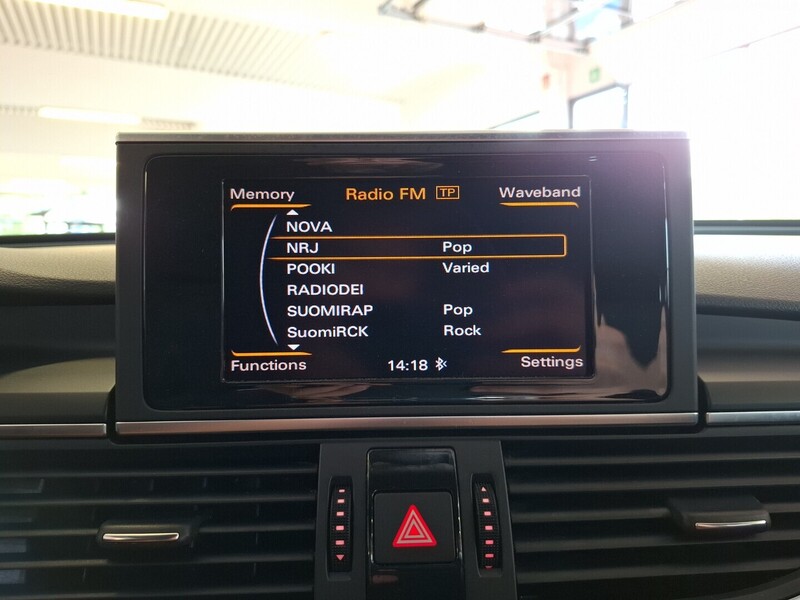 Memory Radio FM TP Waveband
NOVA
NRJ Pop
POOKI Varied
RADIODEI
SUOMIRAP Pop
SuomiRCK Rock
Functions 14:18 Settings